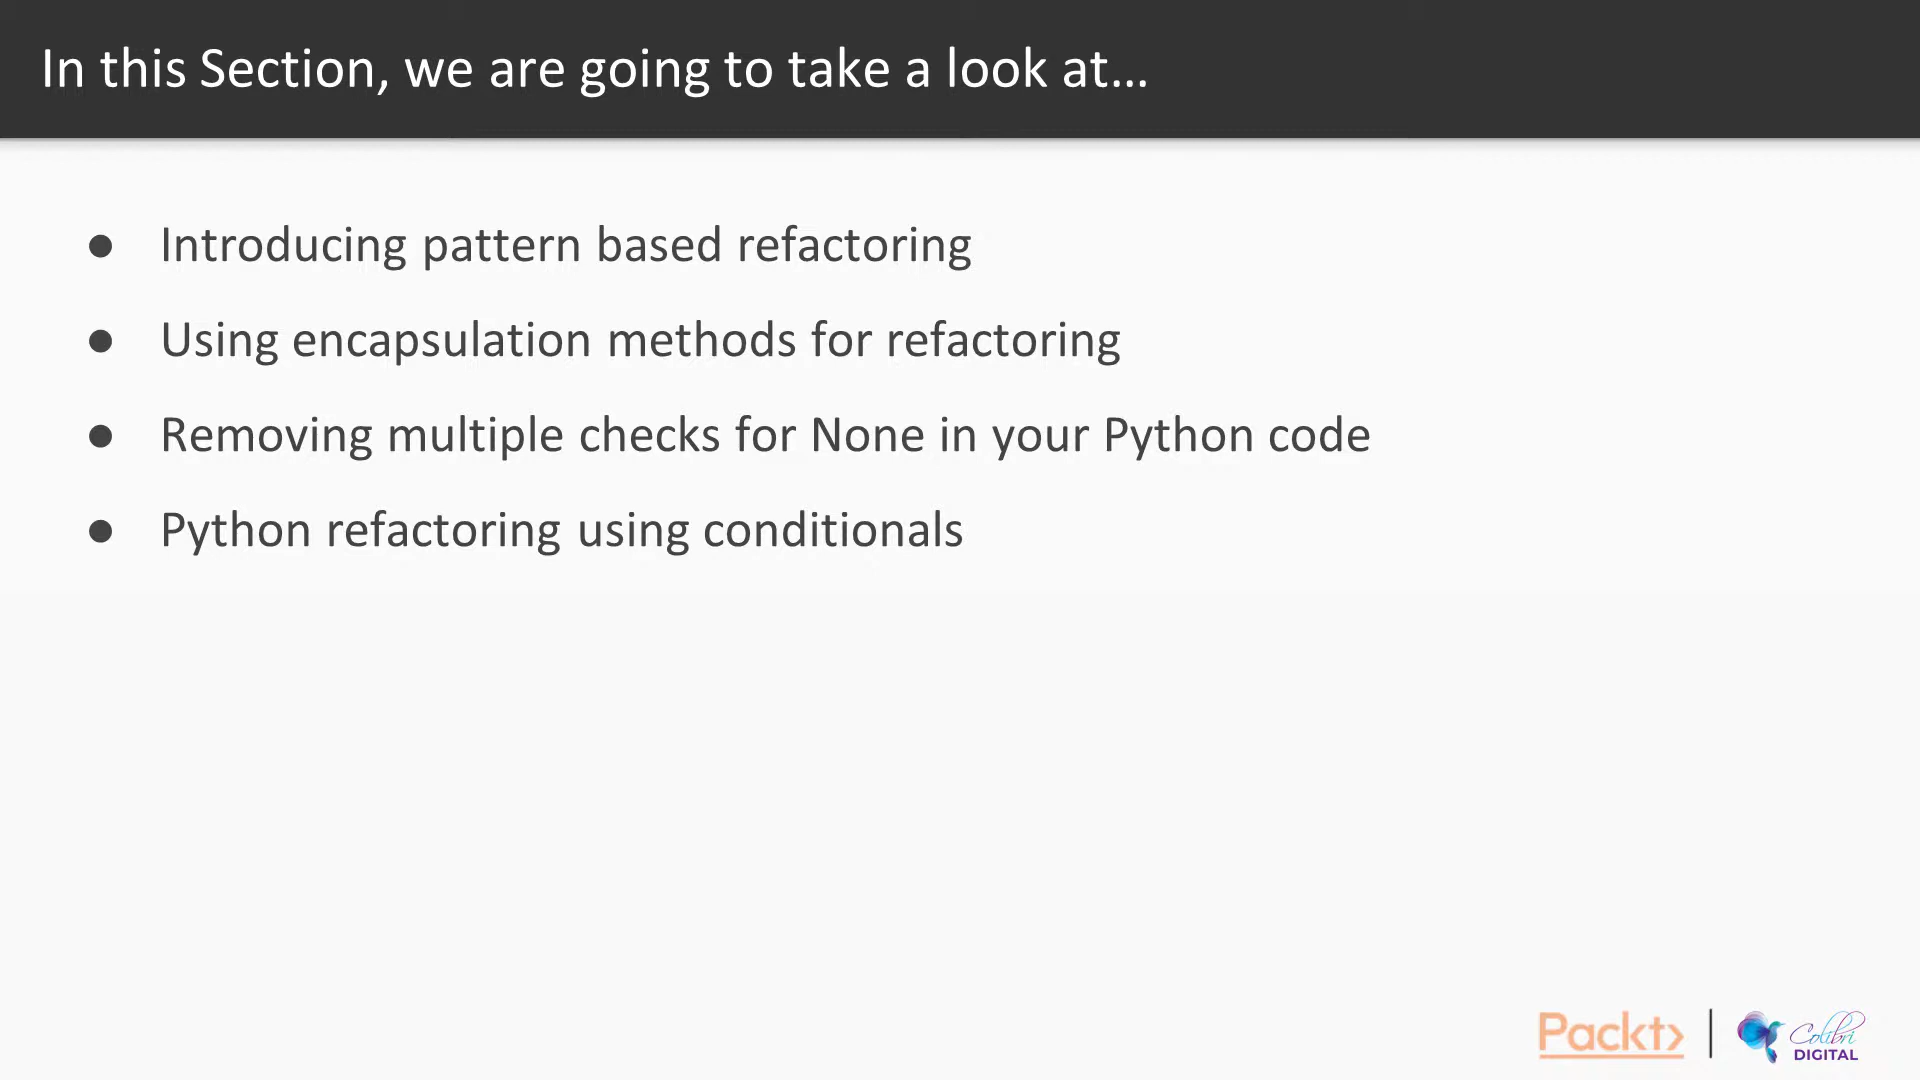 In this Section, we are going to take a look at...
● Introducing pattern based refactoring
● Using encapsulation methods for refactoring
● Removing multiple checks for None in your Python code
● Python refactoring using conditionals
Packt>
Colibri
DIGITAL